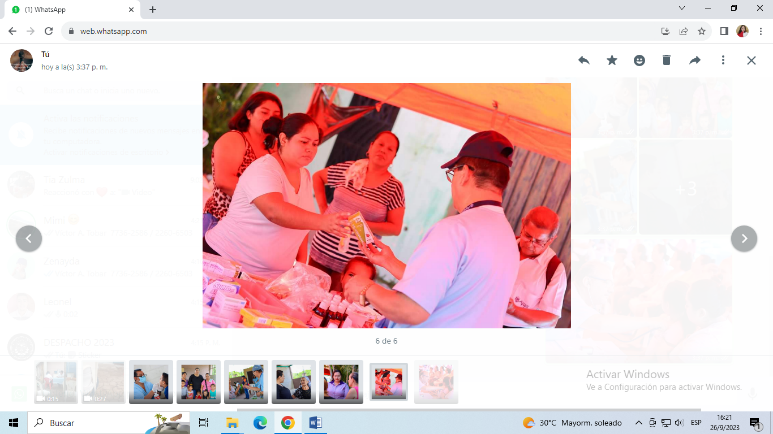 (1) WhatsApp
web.whatsapp.com
Tú
hoy a la(s) 3:37 p. m.
+3
6 de 6
Activar Windows
Ve a Configuración para activar Windows.
Buscar
30°C Mayorm. soleado
ESP
16:21
26/9/2023